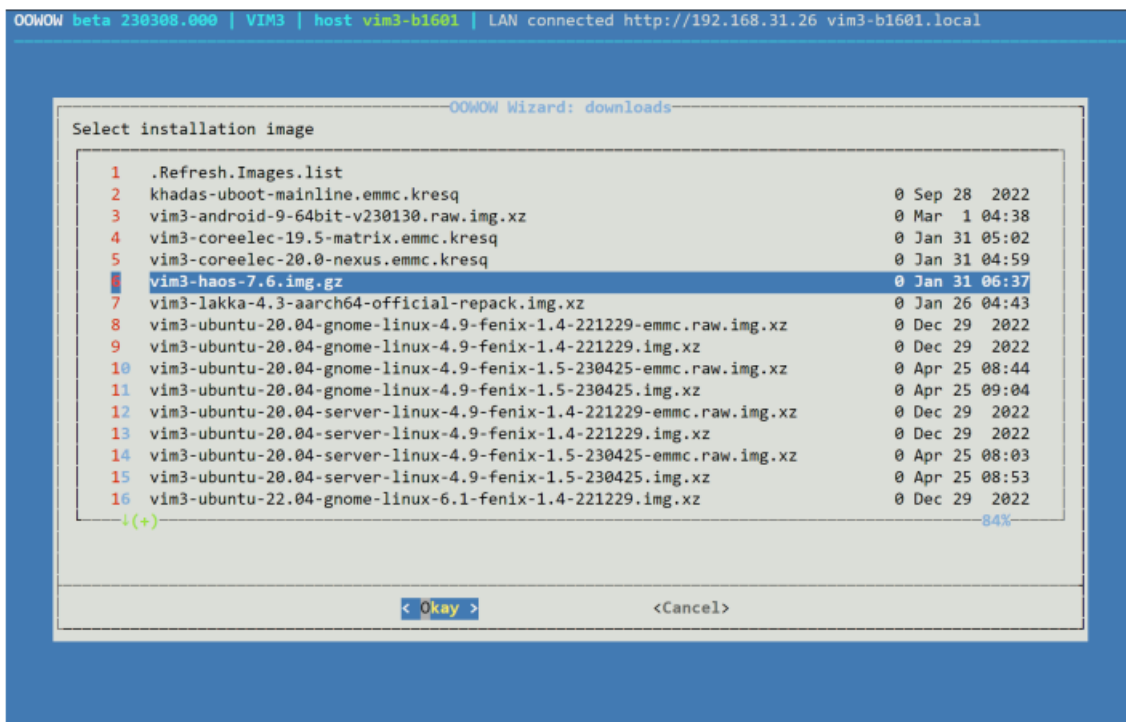 OOWOW beta 230308.000 | VIM3 | host vim3-b1601 | LAN connected http://192.168.31.26 vim3-b1601.local
OOWOW Wizard: downloads
Select installation image
1 .Refresh.Images.list
2 khadas-uboot-mainline.emmc.kresq 0 Sep 28 2022
3 vim3-android-9-64bit-v230130.raw.img.xz 0 Mar 1 04:38
4 vim3-coreelec-19.5-matrix.emmc.kresq 0 Jan 31 05:02
5 vim3-coreelec-20.0-nexus.emmc.kresq 0 Jan 31 04:59
6 vim3-haos-7.6.img.gz 0 Jan 31 06:37
7 vim3-lakka-4.3-aarch64-official-repack.img.xz 0 Jan 26 04:43
8 vim3-ubuntu-20.04-gnome-linux-4.9-fenix-1.4-221229-emmc.raw.img.xz 0 Dec 29 2022
9 vim3-ubuntu-20.04-gnome-linux-4.9-fenix-1.4-221229.img.xz 0 Dec 29 2022
10 vim3-ubuntu-20.04-gnome-linux-4.9-fenix-1.5-230425-emmc.raw.img.xz 0 Apr 25 08:44
11 vim3-ubuntu-20.04-gnome-linux-4.9-fenix-1.5-230425.img.xz 0 Apr 25 09:04
12 vim3-ubuntu-20.04-server-linux-4.9-fenix-1.4-221229-emmc.raw.img.xz 0 Dec 29 2022
13 vim3-ubuntu-20.04-server-linux-4.9-fenix-1.4-221229.img.xz 0 Dec 29 2022
14 vim3-ubuntu-20.04-server-linux-4.9-fenix-1.5-230425-emmc.raw.img.xz 0 Apr 25 08:03
15 vim3-ubuntu-20.04-server-linux-4.9-fenix-1.5-230425.img.xz 0 Apr 25 08:53
16 vim3-ubuntu-22.04-gnome-linux-6.1-fenix-1.4-221229.img.xz 0 Dec 29 2022
↓(+) 84%
< Okay > <Cancel>